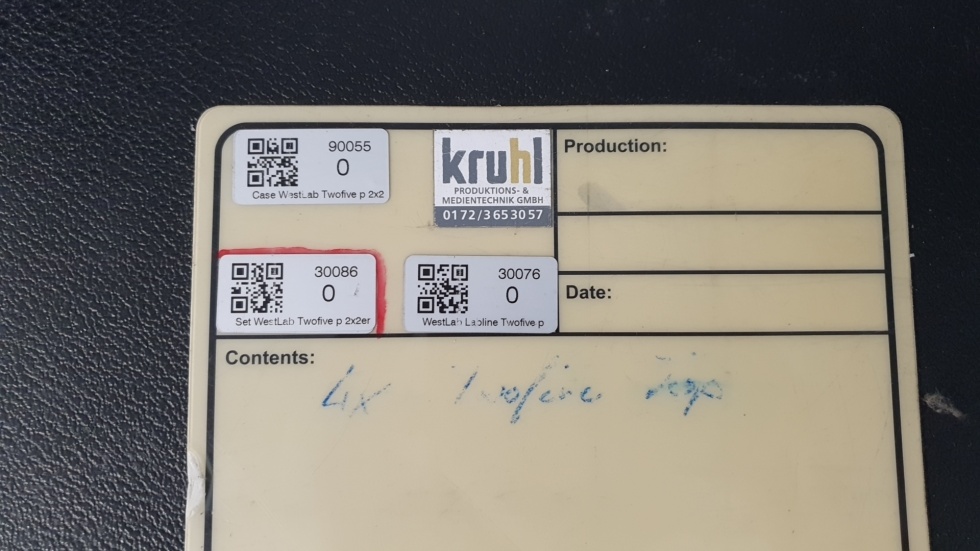 90055
0
Case WestLab Twofive p 2x2
kruhl
PRODUKTIONS- &
MEDIENTECHNIK GMBH
0172/3653057
Production:
30086
0
Set WestLab Twofive p 2x2er
30076
0
WestLab Labline Twofive p
Date:
Contents:
4x Twofive